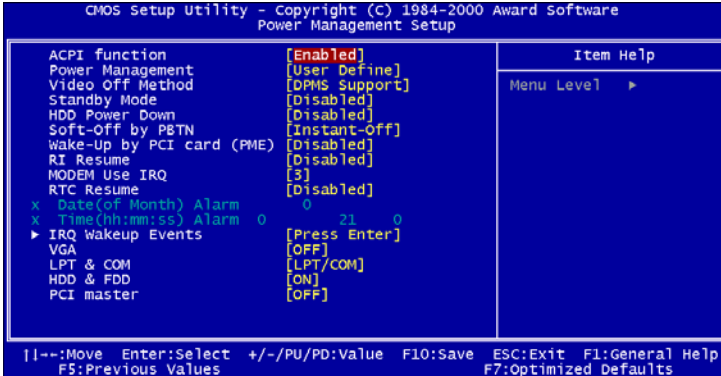 CMOS Setup Utility - Copyright (C) 1984-2000 Award Software
Power Management Setup
ACPI function [Enabled] Item Help
Power Management [User Define]
Video Off Method [DPMS Support] Menu Level ▶
Standby Mode [Disabled]
HDD Power Down [Disabled]
Soft-Off by PBTN [Instant-Off]
Wake-Up by PCI card (PME) [Disabled]
RI Resume [Disabled]
MODEM Use IRQ [3]
RTC Resume [Disabled]
x Date(of Month) Alarm 0
x Time(hh:mm:ss) Alarm 0 21 0
▶ IRQ Wakeup Events [Press Enter]
VGA [OFF]
LPT & COM [LPT/COM]
HDD & FDD [ON]
PCI master [OFF]
↑↓→←:Move Enter:Select +/-/PU/PD:Value F10:Save ESC:Exit F1:General Help
F5:Previous Values F7:Optimized Defaults